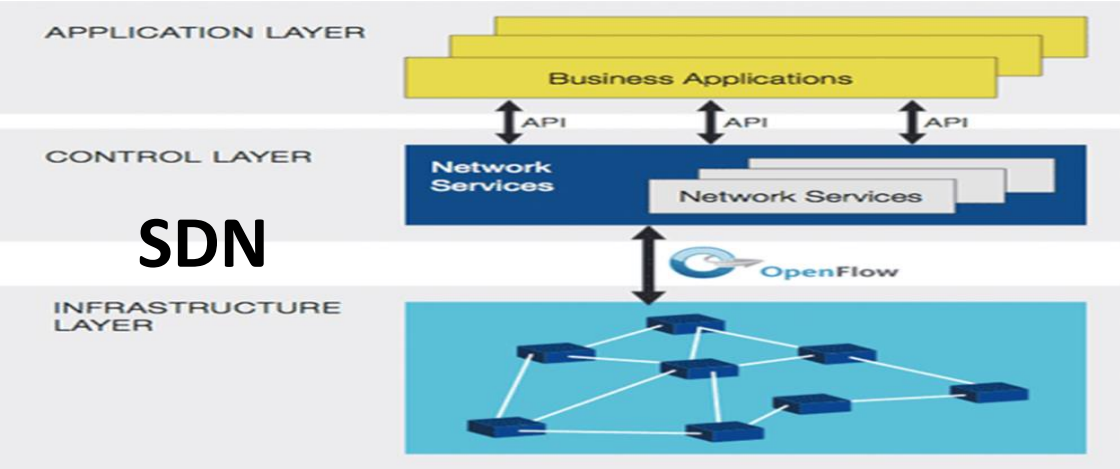 APPLICATION LAYER
Business Applications
API API API
CONTROL LAYER
Network
Services
Network Services
SDN
OpenFlow
INFRASTRUCTURE
LAYER